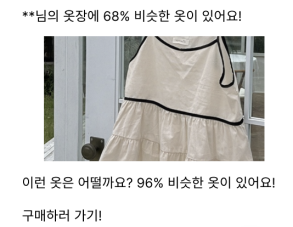 **님의 옷장에 68% 비슷한 옷이 있어요!
이런 옷은 어떨까요? 96% 비슷한 옷이 있어요!
구매하러 가기!